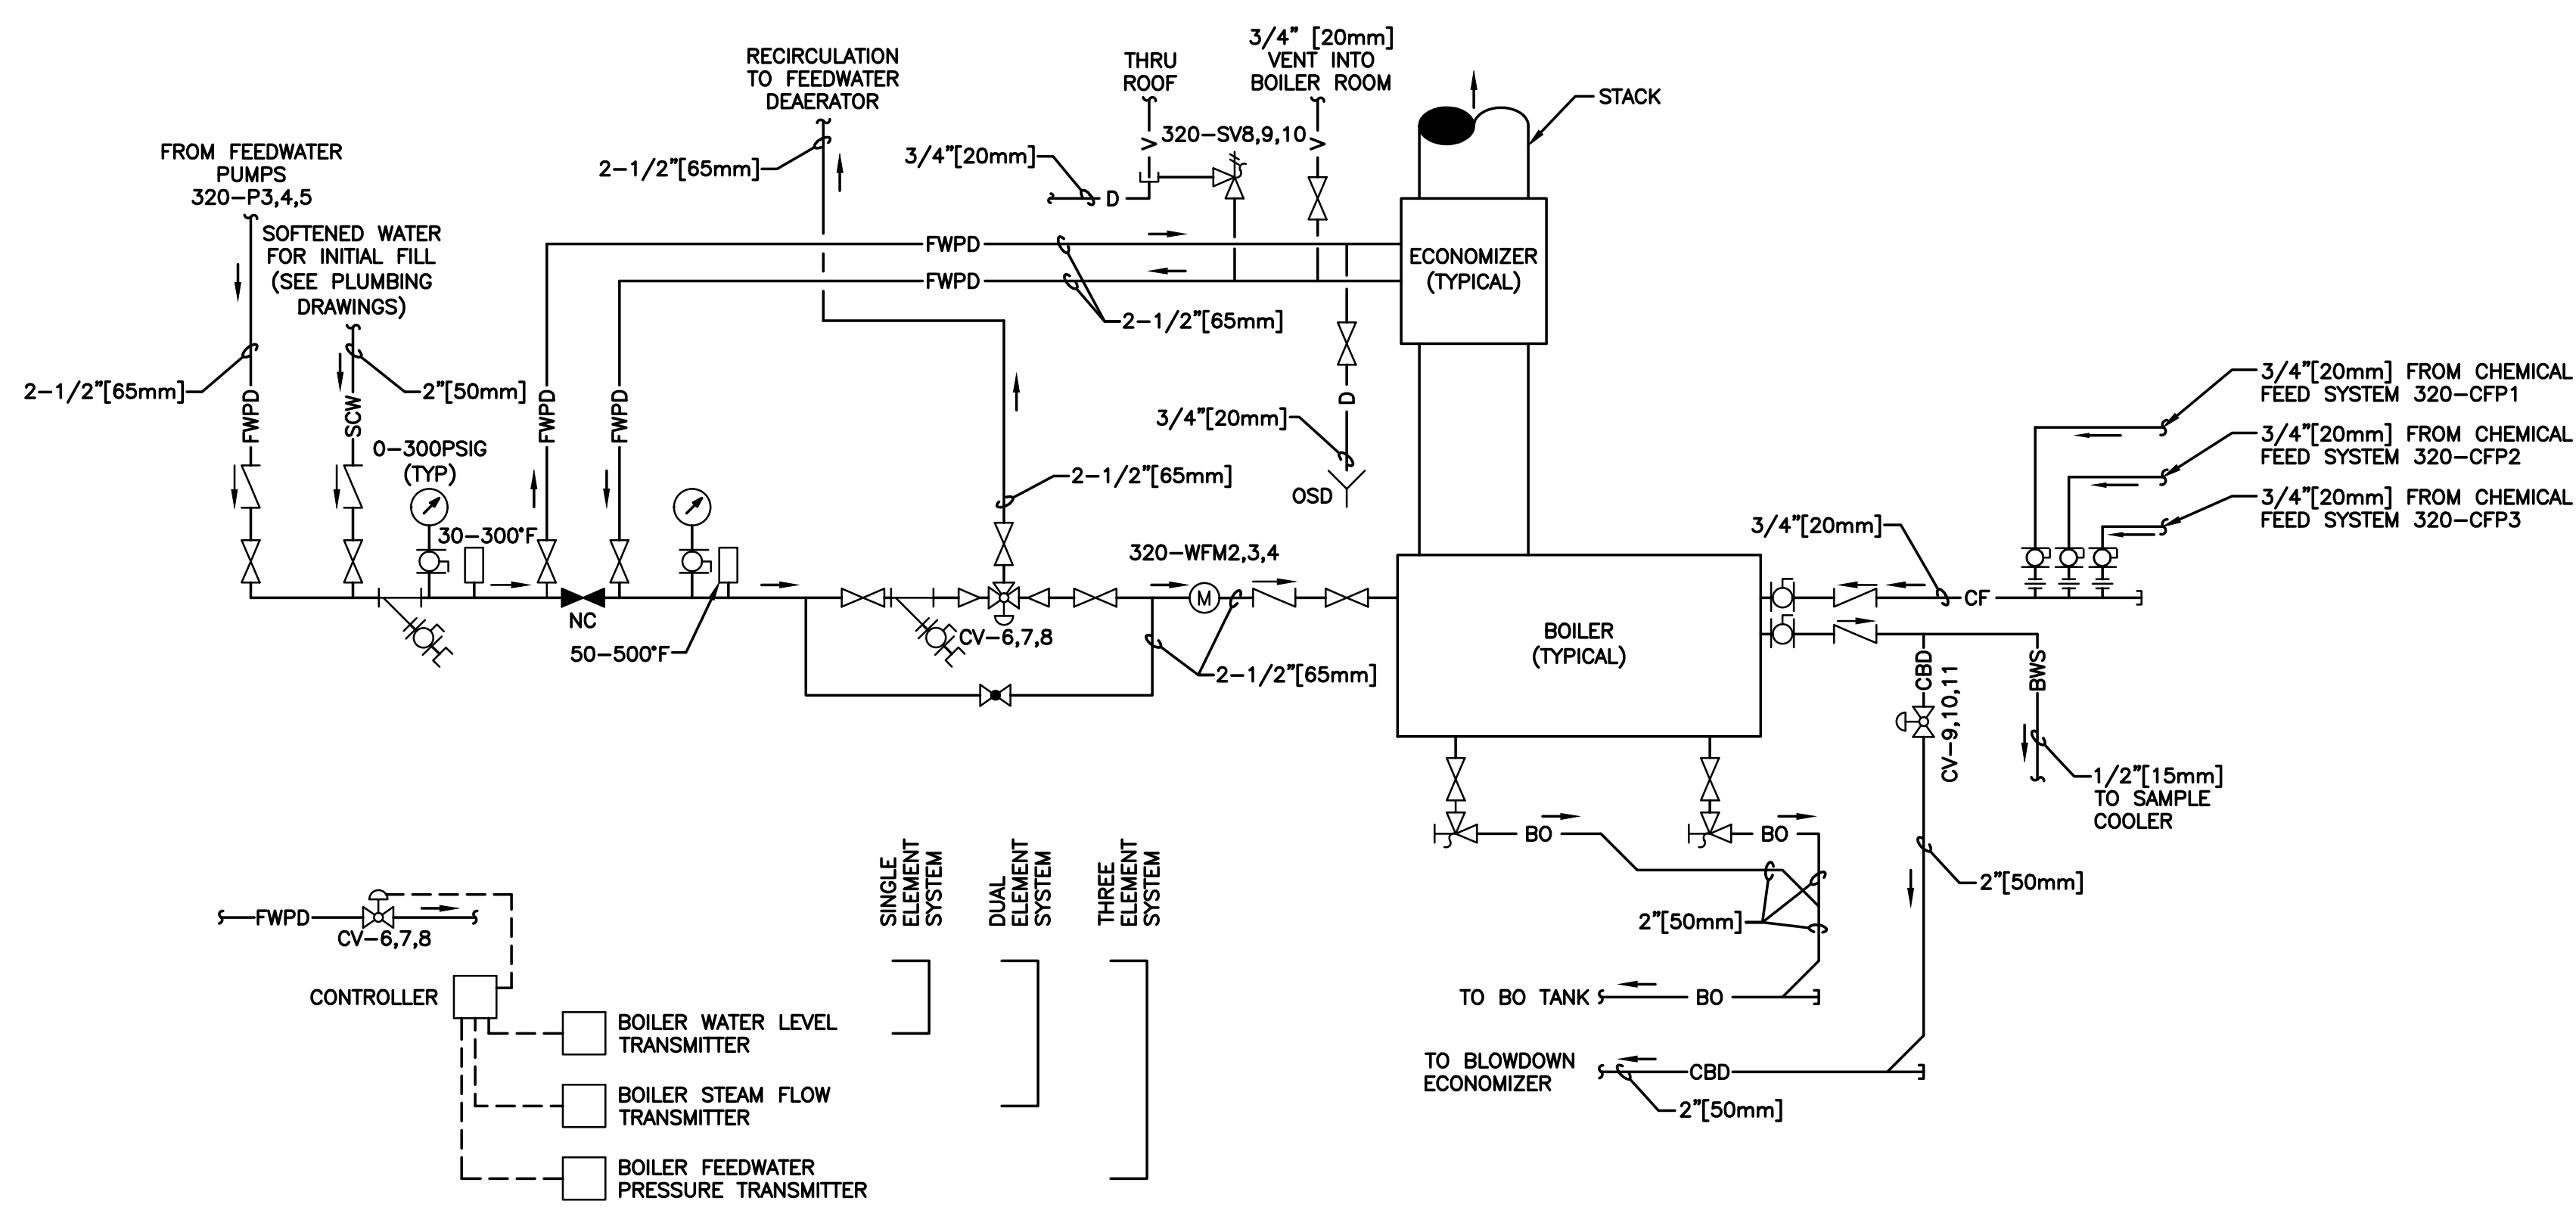 RECIRCULATION
TO FEEDWATER
DEAERATOR
THRU
ROOF
3/4" [20mm]
VENT INTO
BOILER ROOM
STACK
FROM FEEDWATER
PUMPS
320-P3,4,5
2-1/2"[65mm]
3/4"[20mm]
V
320-SV8,9,10
V
D
SOFTENED WATER
FOR INITIAL FILL
(SEE PLUMBING
DRAWINGS)
FWPD
FWPD
ECONOMIZER
(TYPICAL)
2-1/2"[65mm]
2-1/2"[65mm]
2"[50mm]
FWPD
SCW
FWPD
FWPD
0-300PSIG
(TYP)
30-300°F
2-1/2"[65mm]
3/4"[20mm]
D
OSD
3/4"[20mm] FROM CHEMICAL
FEED SYSTEM 320-CFP1
3/4"[20mm] FROM CHEMICAL
FEED SYSTEM 320-CFP2
3/4"[20mm] FROM CHEMICAL
FEED SYSTEM 320-CFP3
3/4"[20mm]
320-WFM2,3,4
M
CF
NC
50-500°F
CV-6,7,8
2-1/2"[65mm]
BOILER
(TYPICAL)
CBD
CV-9,10,11
BWS
1/2"[15mm]
TO SAMPLE
COOLER
BO
BO
2"[50mm]
2"[50mm]
TO BO TANK
BO
TO BLOWDOWN
ECONOMIZER
CBD
2"[50mm]
SINGLE
ELEMENT
SYSTEM
DUAL
ELEMENT
SYSTEM
THREE
ELEMENT
SYSTEM
FWPD
CV-6,7,8
CONTROLLER
BOILER WATER LEVEL
TRANSMITTER
BOILER STEAM FLOW
TRANSMITTER
BOILER FEEDWATER
PRESSURE TRANSMITTER